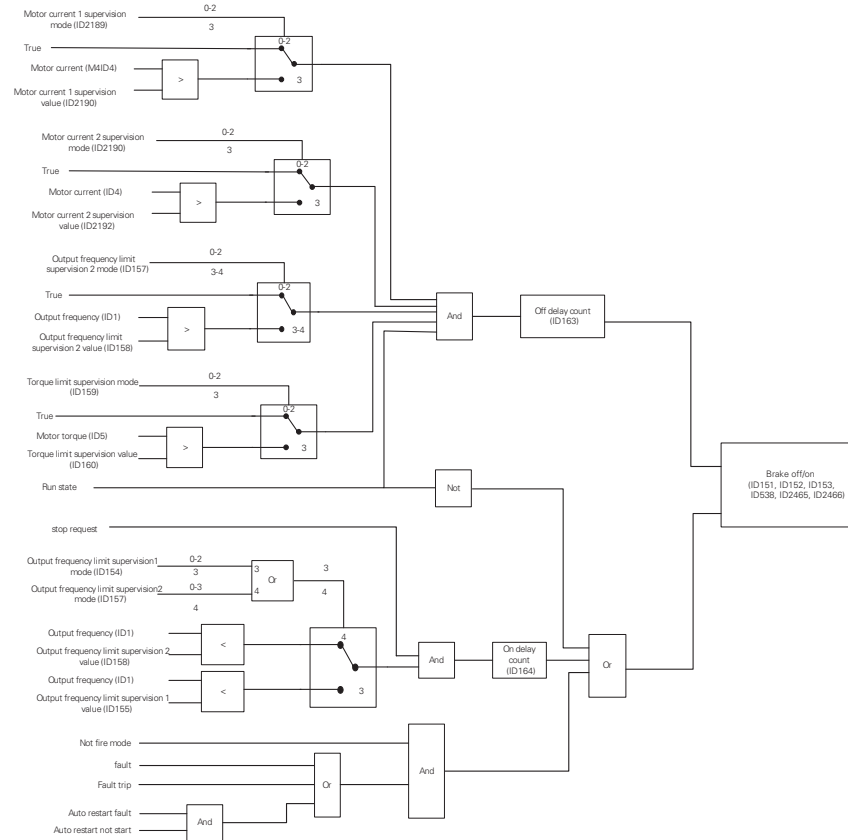 Motor current 1 supervision
mode (ID2189)
0-2
3
True
0-2
Motor current (M4ID4)
>
3
Motor current 1 supervision
value (ID2190)
Motor current 2 supervision
mode (ID2190)
0-2
3
True
0-2
Motor current (ID4)
>
3
Motor current 2 supervision
value (ID2192)
Output frequency limit
supervision 2 mode (ID157)
0-2
3-4
True
0-2
Output frequency (ID1)
>
3-4
Output frequency limit
supervision 2 value (ID158)
And
Off delay count
(ID163)
Torque limit supervision mode
(ID159)
0-2
3
True
0-2
Motor torque (ID5)
>
3
Torque limit supervision value
(ID160)
Run state
Not
Brake off/on
(ID151, ID152, ID153,
ID538, ID2465, ID2466)
stop request
Output frequency limit supervision1
mode (ID154)
0-2
3
3
Or
3
Output frequency limit supervision2
mode (ID157)
0-3
4
4
4
Output frequency (ID1)
<
4
Output frequency limit supervision 2
value (ID158)
Output frequency (ID1)
<
3
Output frequency limit supervision 1
value (ID155)
And
On delay
count
(ID164)
Or
Not fire mode
fault
Fault trip
Or
And
Auto restart fault
And
Auto restart not start